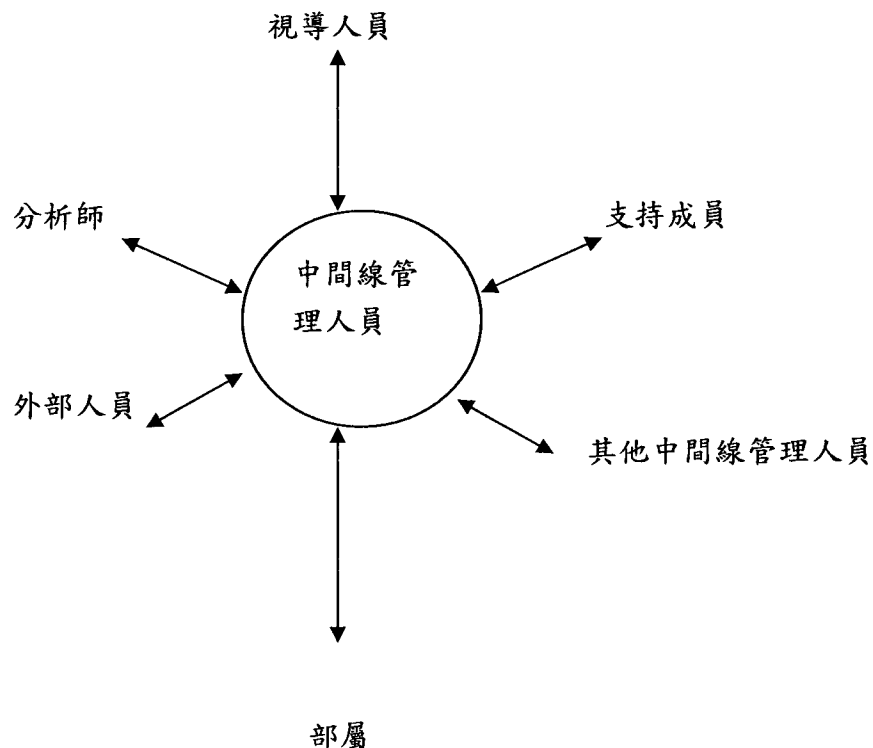 視導人員
分析師
支持成員
中間線管
理人員
外部人員
其他中間線管理人員
部屬